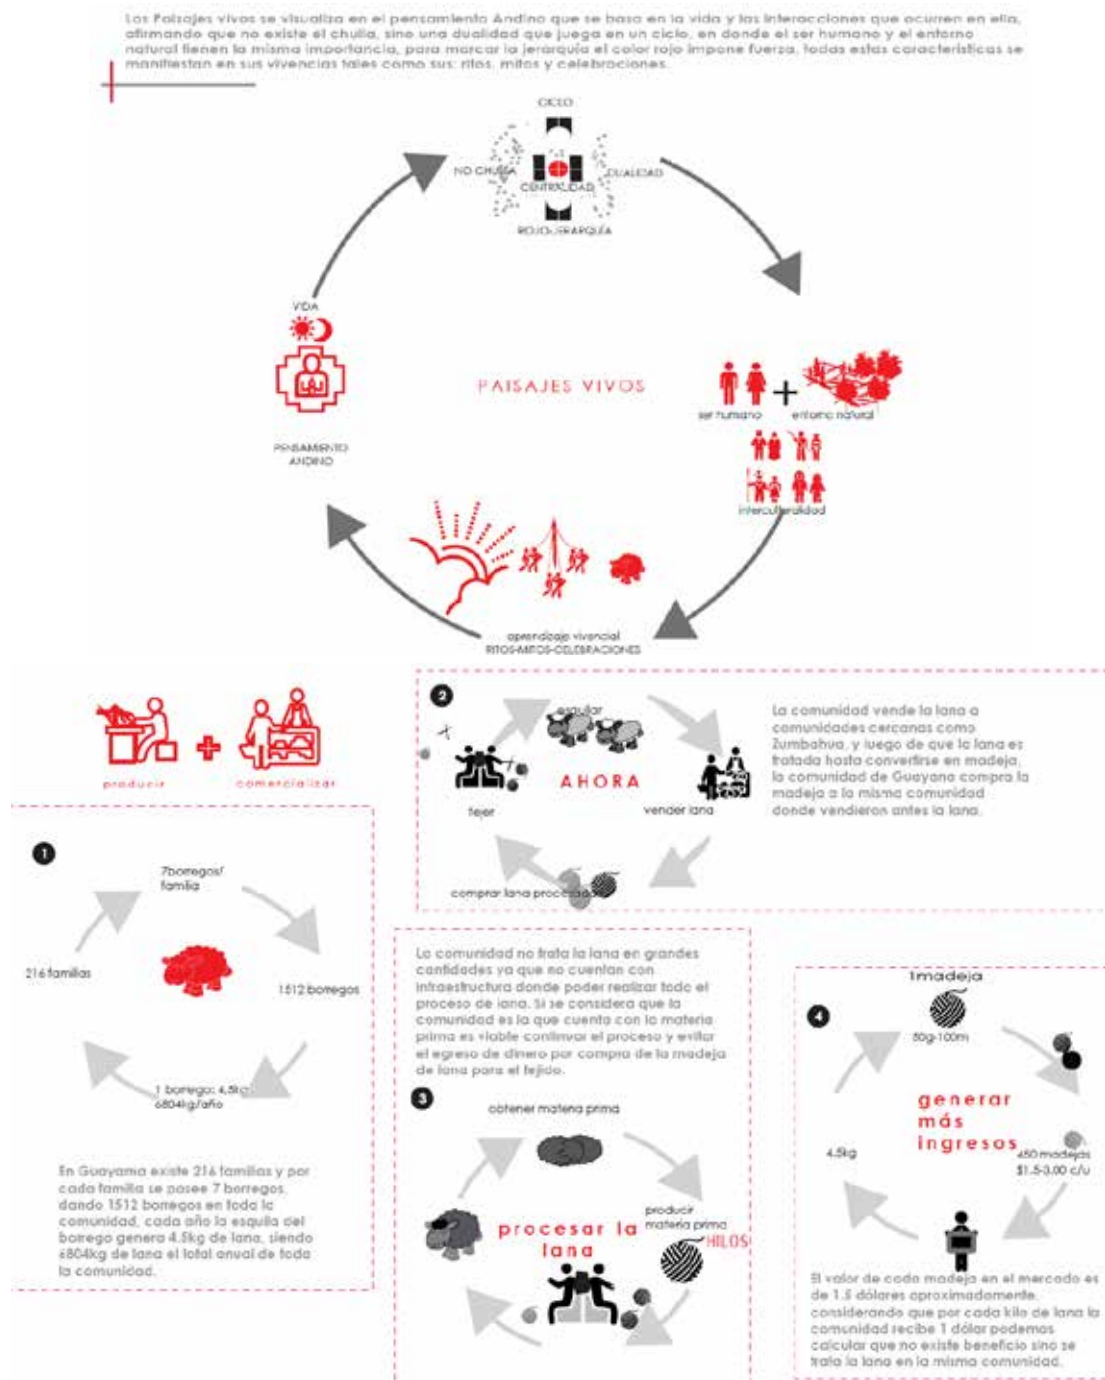 Los Paisajes vivos se visualiza en el pensamiento Andino que se basa en la vida y las interacciones que ocurren en ella,
afirmando que no existe el chulla, sino una dualidad que juega en un ciclo, en donde el ser humano y el entorno
natural tienen la misma importancia, para marcar la jerarquía el color rojo impone fuerza, todas estas características se
manifiestan en sus vivencias tales como sus: ritos, mitos y celebraciones.
CICLO
NO CHULLA
DUALIDAD
CENTRALIDAD
ROJO-JERARQUÍA
VIDA
PENSAMIENTO
ANDINO
PAISAJES VIVOS
ser humano
entorno natural
interculturalidad
aprendizaje vivencial
RITOS-MITOS-CELEBRACIONES
producir
comercializar
1
7borregos/
familia
216 familias
1512 borregos
1 borrego: 4.5kg
6804kg/año
En Guayama existe 216 familias y por
cada familia se posee 7 borregos,
dando 1512 borregos en toda la
comunidad, cada año la esquila del
borrego genera 4.5kg de lana, siendo
6804kg de lana el total anual de toda
la comunidad.
2
esquilar
AHORA
tejer
vender lana
comprar lana procesada
La comunidad vende la lana a
comunidades cercanas como
Zumbahua, y luego de que la lana es
tratada hasta convertirse en madeja,
la comunidad de Guayana compra la
madeja a la misma comunidad
donde vendieron antes la lana.
La comunidad no trata la lana en grandes
cantidades ya que no cuentan con
infraestructura donde poder realizar todo el
proceso de lana. Si se considera que la
comunidad es la que cuenta con la materia
prima es viable continuar el proceso y evitar
el egreso de dinero por compra de la madeja
de lana para el tejido.
3
obtener materia prima
producir
materia prima
HILOS
procesar la
lana
4
1madeja
50g-100m
generar
más
ingresos
4.5kg
450madejas
$1.5-3.00 c/u
El valor de cada madeja en el mercado es
de 1.5 dólares aproximadamente,
considerando que por cada kilo de lana la
comunidad recibe 1 dólar podemos
calcular que no existe beneficio sino se
trata la lana en la misma comunidad.